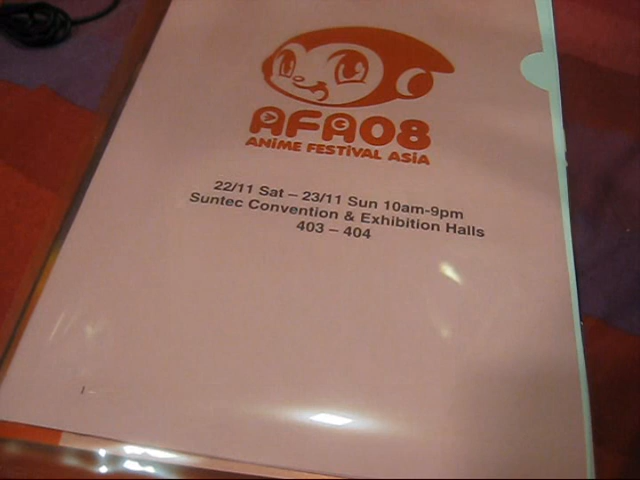 AFA08
ANiME FESTiVAL ASiA
22/11 Sat – 23/11 Sun 10am-9pm
Suntec Convention & Exhibition Halls
403 – 404